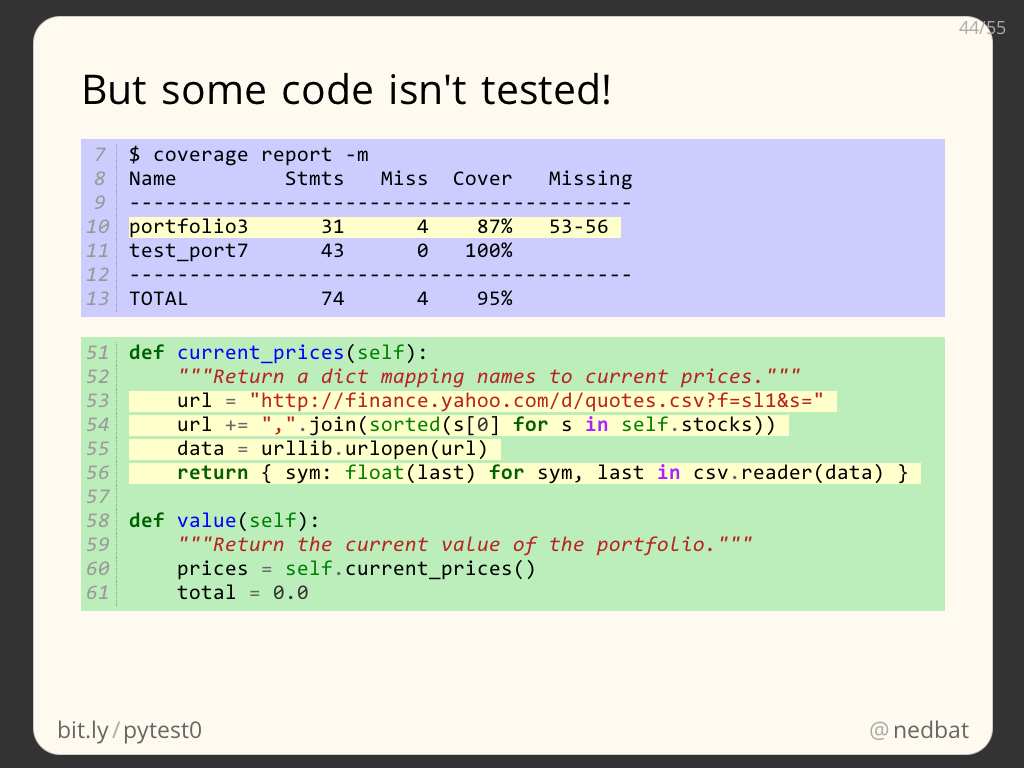 44/55
But some code isn't tested!
7 $ coverage report -m
8 Name         Stmts   Miss  Cover   Missing
9 ------------------------------------------
10 portfolio3      31      4    87%   53-56
11 test_port7      43      0   100%
12 ------------------------------------------
13 TOTAL           74      4    95%
51 def current_prices(self):
52     """Return a dict mapping names to current prices."""
53     url = "http://finance.yahoo.com/d/quotes.csv?f=sl1&s="
54     url += ",".join(sorted(s[0] for s in self.stocks))
55     data = urllib.urlopen(url)
56     return { sym: float(last) for sym, last in csv.reader(data) }
57
58 def value(self):
59     """Return the current value of the portfolio."""
60     prices = self.current_prices()
61     total = 0.0
bit.ly/pytest0
@nedbat